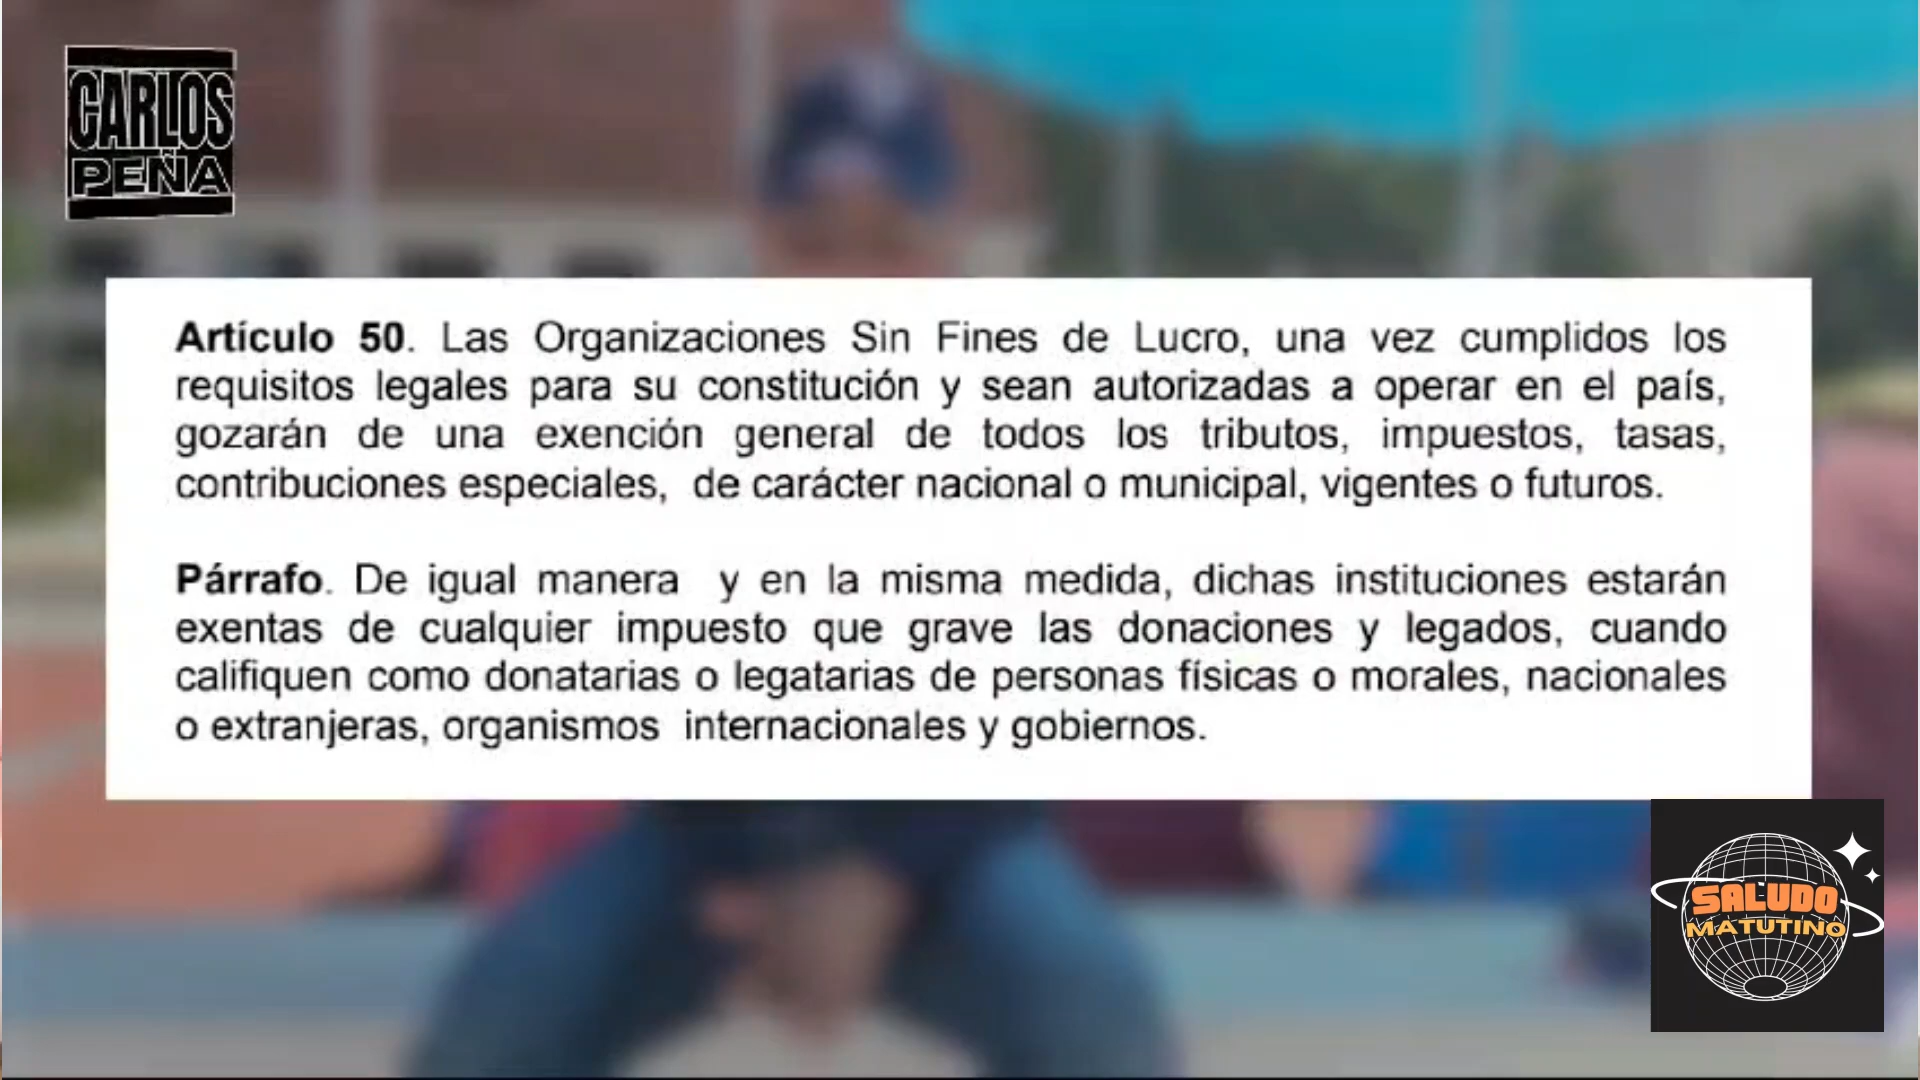 CARLOS
PEÑA
Artículo 50. Las Organizaciones Sin Fines de Lucro, una vez cumplidos los
requisitos legales para su constitución y sean autorizadas a operar en el país,
gozarán de una exención general de todos los tributos, impuestos, tasas,
contribuciones especiales, de carácter nacional o municipal, vigentes o futuros.
Párrafo. De igual manera y en la misma medida, dichas instituciones estarán
exentas de cualquier impuesto que grave las donaciones y legados, cuando
califiquen como donatarias o legatarias de personas físicas o morales, nacionales
o extranjeras, organismos internacionales y gobiernos.
SALUDO
MATUTINO